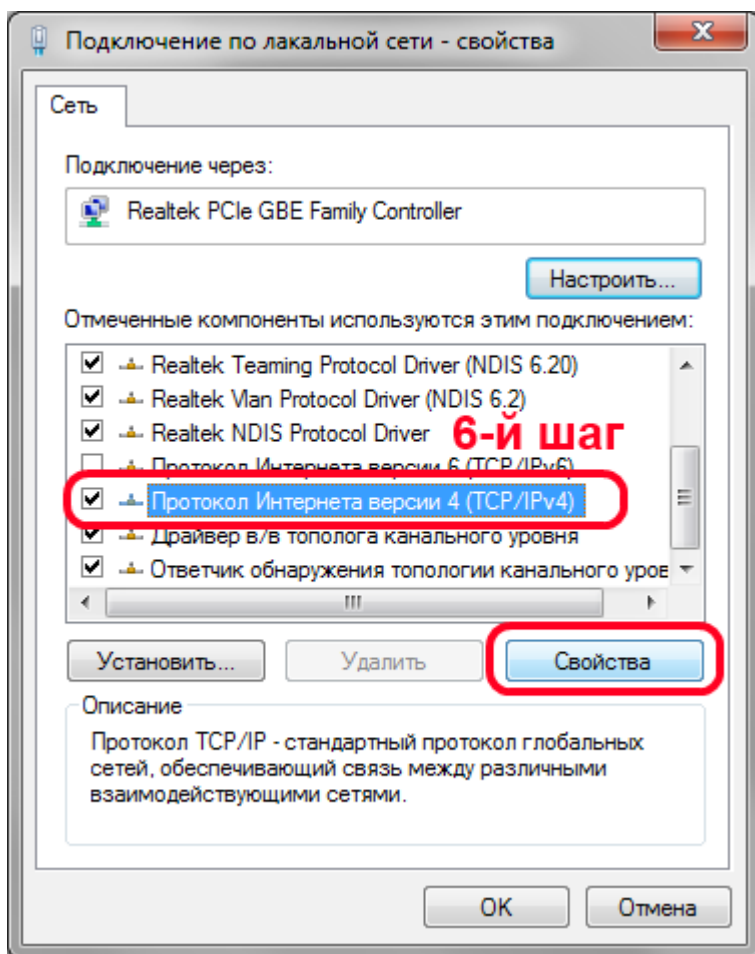 Подключение по лакальной сети - свойства
Сеть
Подключение через:
Realtek PCIe GBE Family Controller
Настроить...
Отмеченные компоненты используются этим подключением:
Realtek Teaming Protocol Driver (NDIS 6.20)
Realtek Vlan Protocol Driver (NDIS 6.2)
Realtek NDIS Protocol Driver
6-й шаг
Протокол Интернета версии 6 (TCP/IPv6)
Протокол Интернета версии 4 (TCP/IPv4)
Драйвер в/в тополога канального уровня
Ответчик обнаружения топологии канального уров
Установить...
Удалить
Свойства
Описание
Протокол TCP/IP - стандартный протокол глобальных
сетей, обеспечивающий связь между различными
взаимодействующими сетями.
OK
Отмена